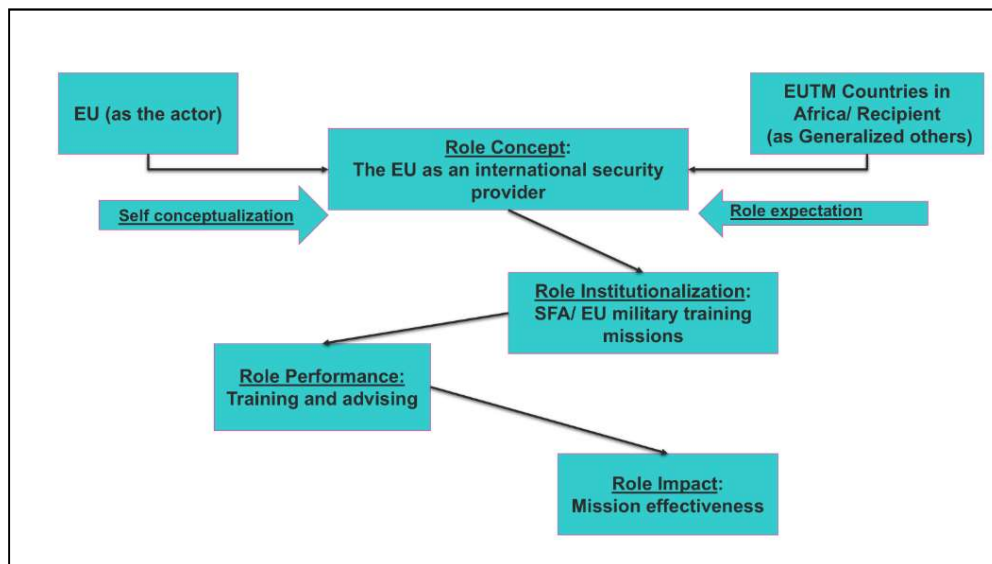 EU (as the actor)
EUTM Countries in
Africa/ Recipient
(as Generalized others)
Role Concept:
The EU as an international security
provider
Self conceptualization
Role expectation
Role Institutionalization:
SFA/ EU military training
missions
Role Performance:
Training and advising
Role Impact:
Mission effectiveness